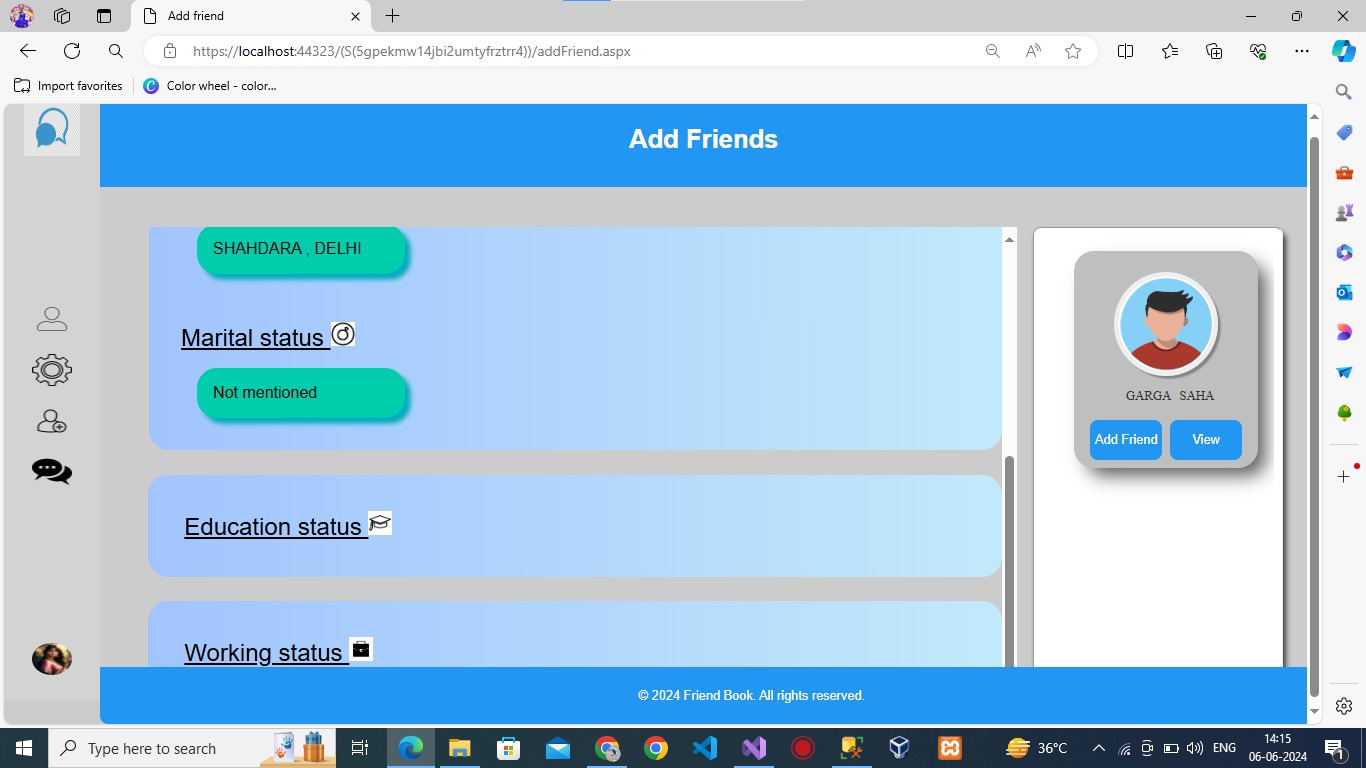 Add friend
https://localhost:44323/(S(5gpekmw14jbi2umtyfrztrr4))/addFriend.aspx
Import favorites
Color wheel - color...
Add Friends
SHAHDARA , DELHI
Marital status
Not mentioned
GARGA SAHA
Add Friend View
Education status
Working status
© 2024 Friend Book. All rights reserved.
Type here to search
36°C
ENG
14:15
06-06-2024
1